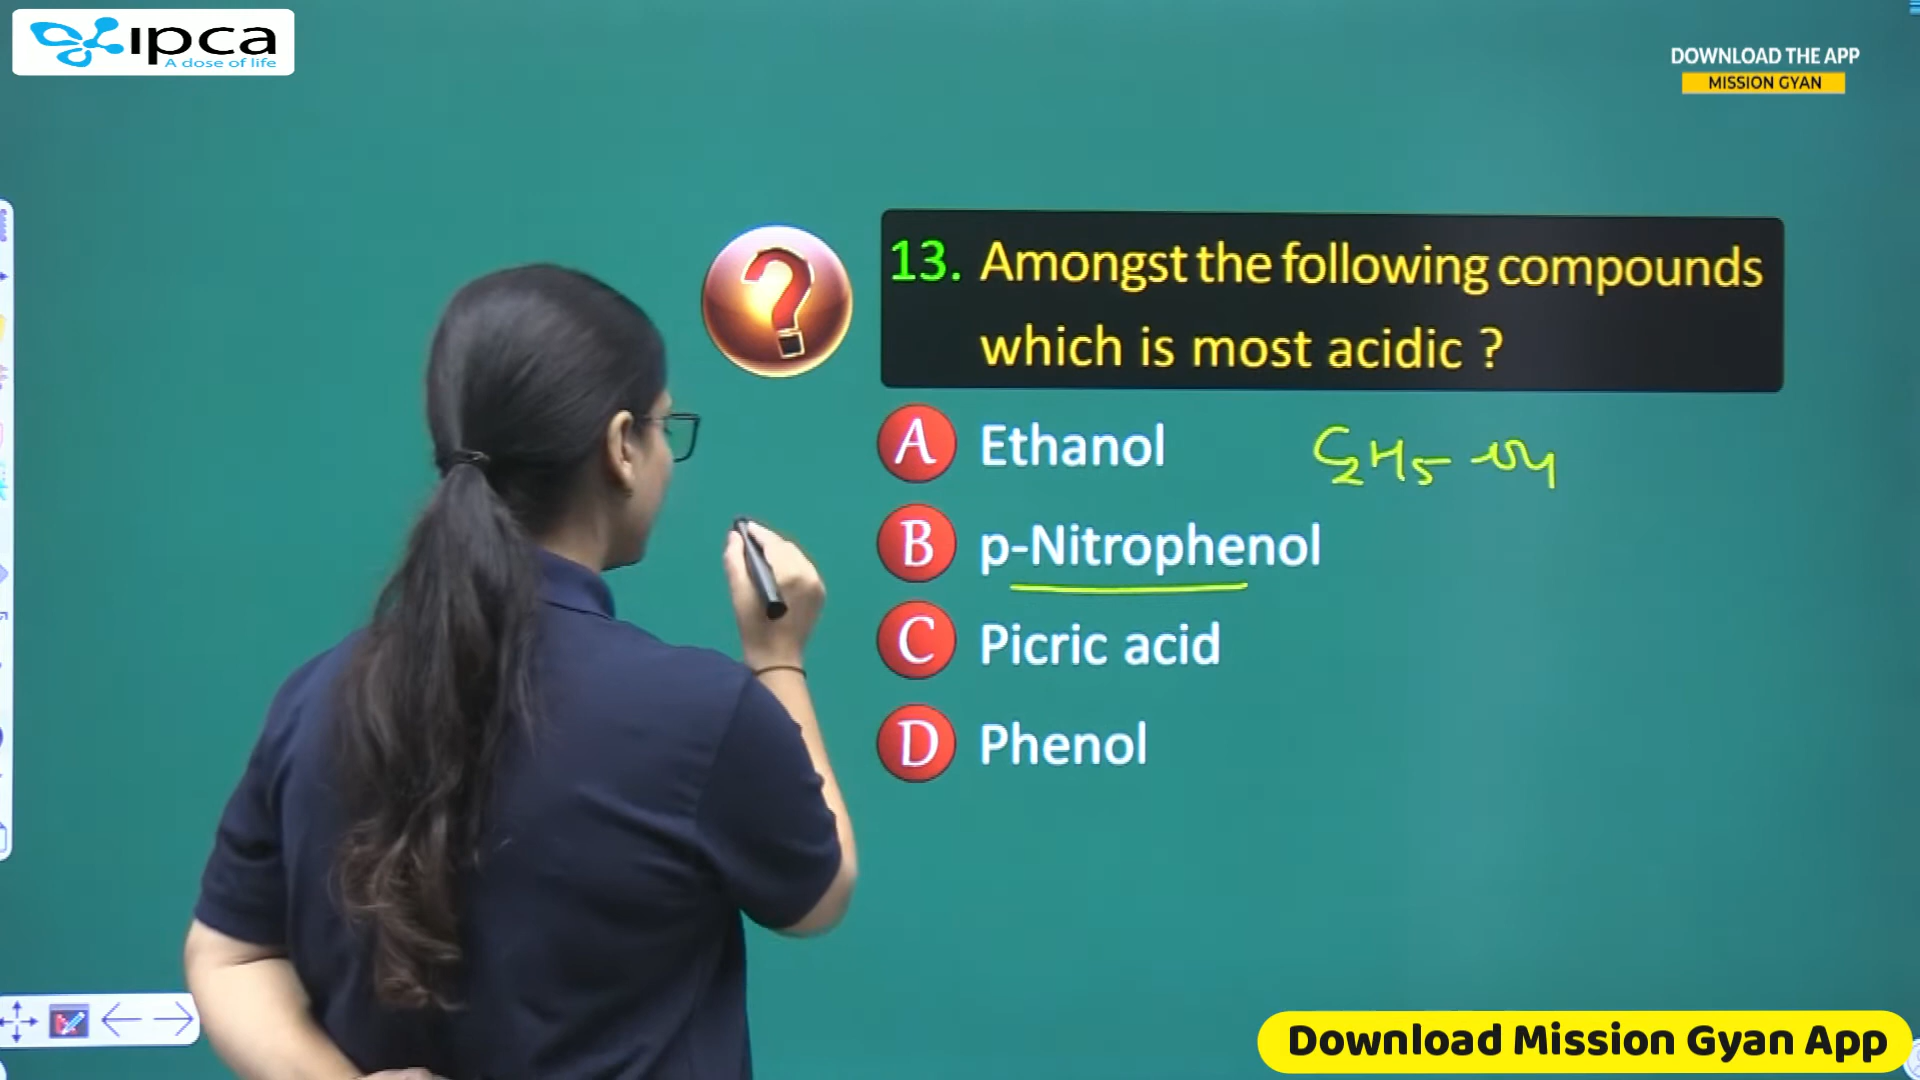 ipca
A dose of life
DOWNLOAD THE APP
MISSION GYAN
13. Amongst the following compounds
which is most acidic ?
A Ethanol C2H5-OH
B p-Nitrophenol
C Picric acid
D Phenol
Download Mission Gyan App